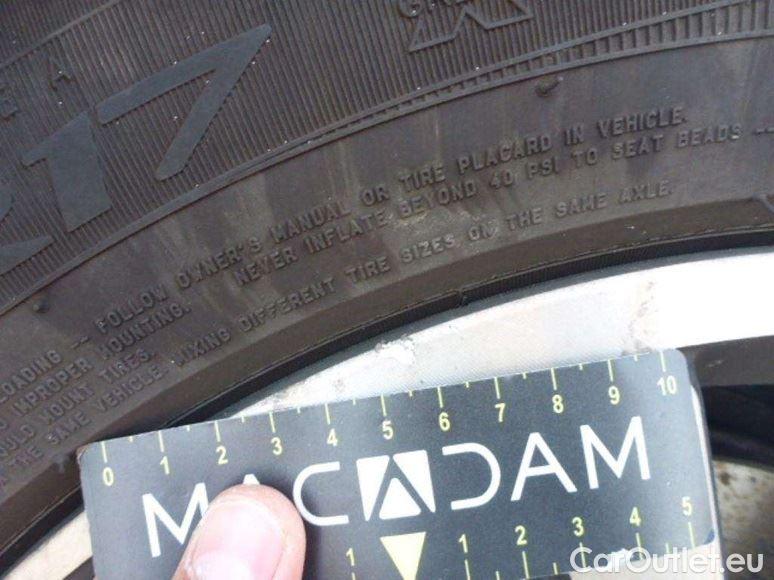 R17
LOADING -- FOLLOW OWNER'S MANUAL OR TIRE PLACARD IN VEHICLE.
IMPROPER MOUNTING. NEVER INFLATE BEYOND 40 PSI TO SEAT BEADS --
MOUNT TIRES.
THE SAME VEHICLE. MIXING DIFFERENT TIRE SIZES ON THE SAME AXLE.
0 1 2 3 4 5 6 7 8 9 10
MACADAM
1 1 2 3 4 5
CarOutlet.eu